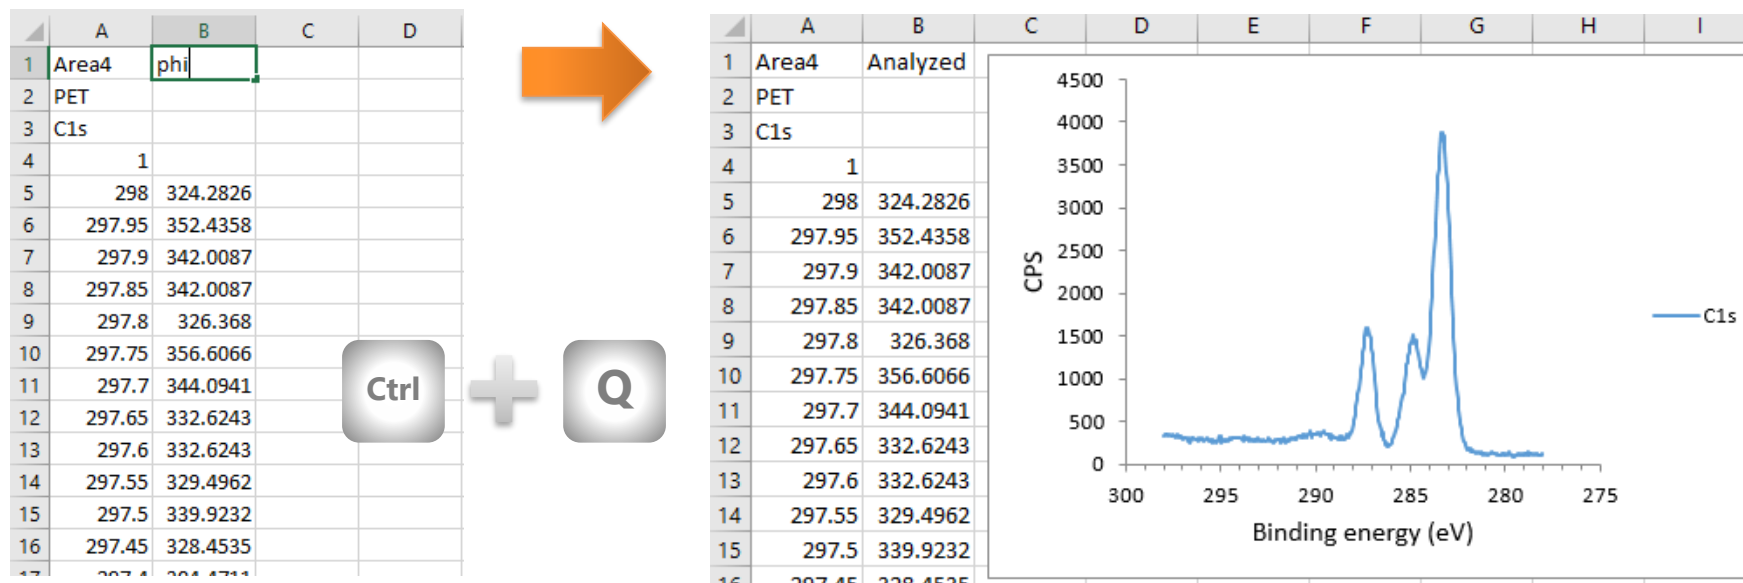 A B C D
1 Area4 phi
2 PET
3 C1s
4 1
5 298 324.2826
6 297.95 352.4358
7 297.9 342.0087
8 297.85 342.0087
9 297.8 326.368
10 297.75 356.6066
11 297.7 344.0941
12 297.65 332.6243
13 297.6 332.6243
14 297.55 329.4962
15 297.5 339.9232
16 297.45 328.4535
Ctrl + Q
A B C D E F G H I
1 Area4 Analyzed
2 PET
3 C1s
4 1
5 298 324.2826
6 297.95 352.4358
7 297.9 342.0087
8 297.85 342.0087
9 297.8 326.368
10 297.75 356.6066
11 297.7 344.0941
12 297.65 332.6243
13 297.6 332.6243
14 297.55 329.4962
15 297.5 339.9232
4500
4000
3500
3000
2500
2000
1500
1000
500
0
CPS
300 295 290 285 280 275
Binding energy (eV)
C1s